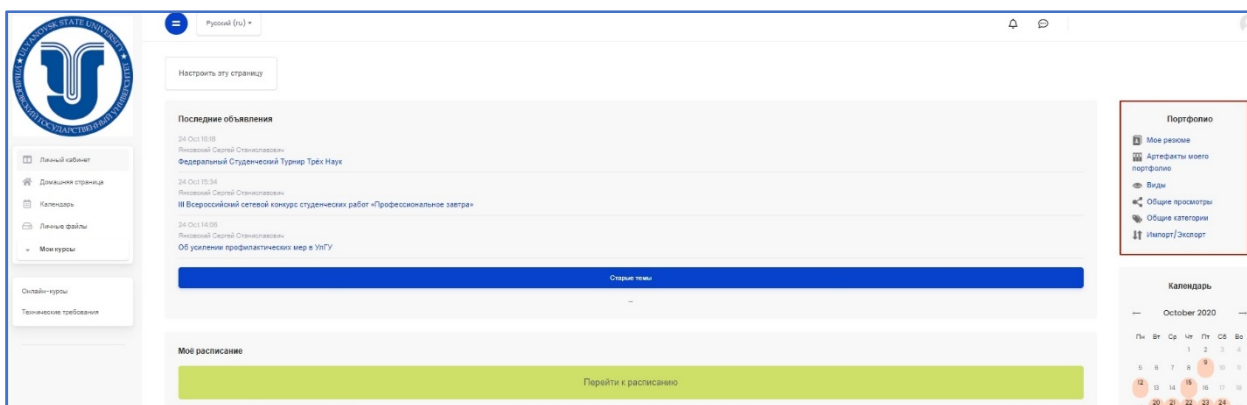 ULYANOVSK STATE UNIVERSITY
УЛЬЯНОВСКИЙ ГОСУДАРСТВЕННЫЙ УНИВЕРСИТЕТ
Русский (ru)
Настроить эту страницу
Личный кабинет
Домашняя страница
Календарь
Личные файлы
Мои курсы
Онлайн-курсы
Технические требования
Последние объявления
24 Oct 16:18
Янковский Сергей Станиславович
Федеральный Студенческий Турнир Трёх Наук
24 Oct 15:34
Янковский Сергей Станиславович
III Всероссийский сетевой конкурс студенческих работ «Профессиональное завтра»
24 Oct 14:06
Янковский Сергей Станиславович
Об усилении профилактических мер в УлГУ
Старые темы
...
Моё расписание
Перейти к расписанию
Портфолио
Мое резюме
Артефакты моего
портфолио
Виды
Общие просмотры
Общие категории
Импорт/Экспорт
Календарь
October 2020
Пн Вт Ср Чт Пт Сб Во
1 2 3 4
5 6 7 8 9 10 11
12 13 14 15 16 17 18
20 21 22 23 24